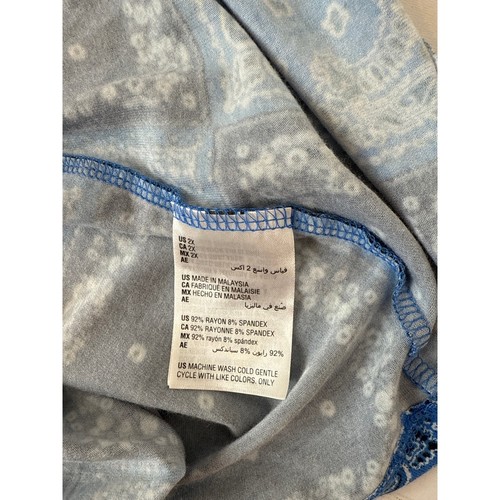 US 2X
CA 2X
MX 2X
AE قياس واسع 2 اكس
US MADE IN MALAYSIA
CA FABRIQUÉ EN MALAISIE
MX HECHO EN MALASIA
AE صُنع في ماليزيا
US 92% RAYON 8% SPANDEX
CA 92% RAYONNE 8% SPANDEX
MX 92% rayón 8% spándex
AE 92% رايون 8% سباندكس
US MACHINE WASH COLD GENTLE
CYCLE WITH LIKE COLORS, ONLY